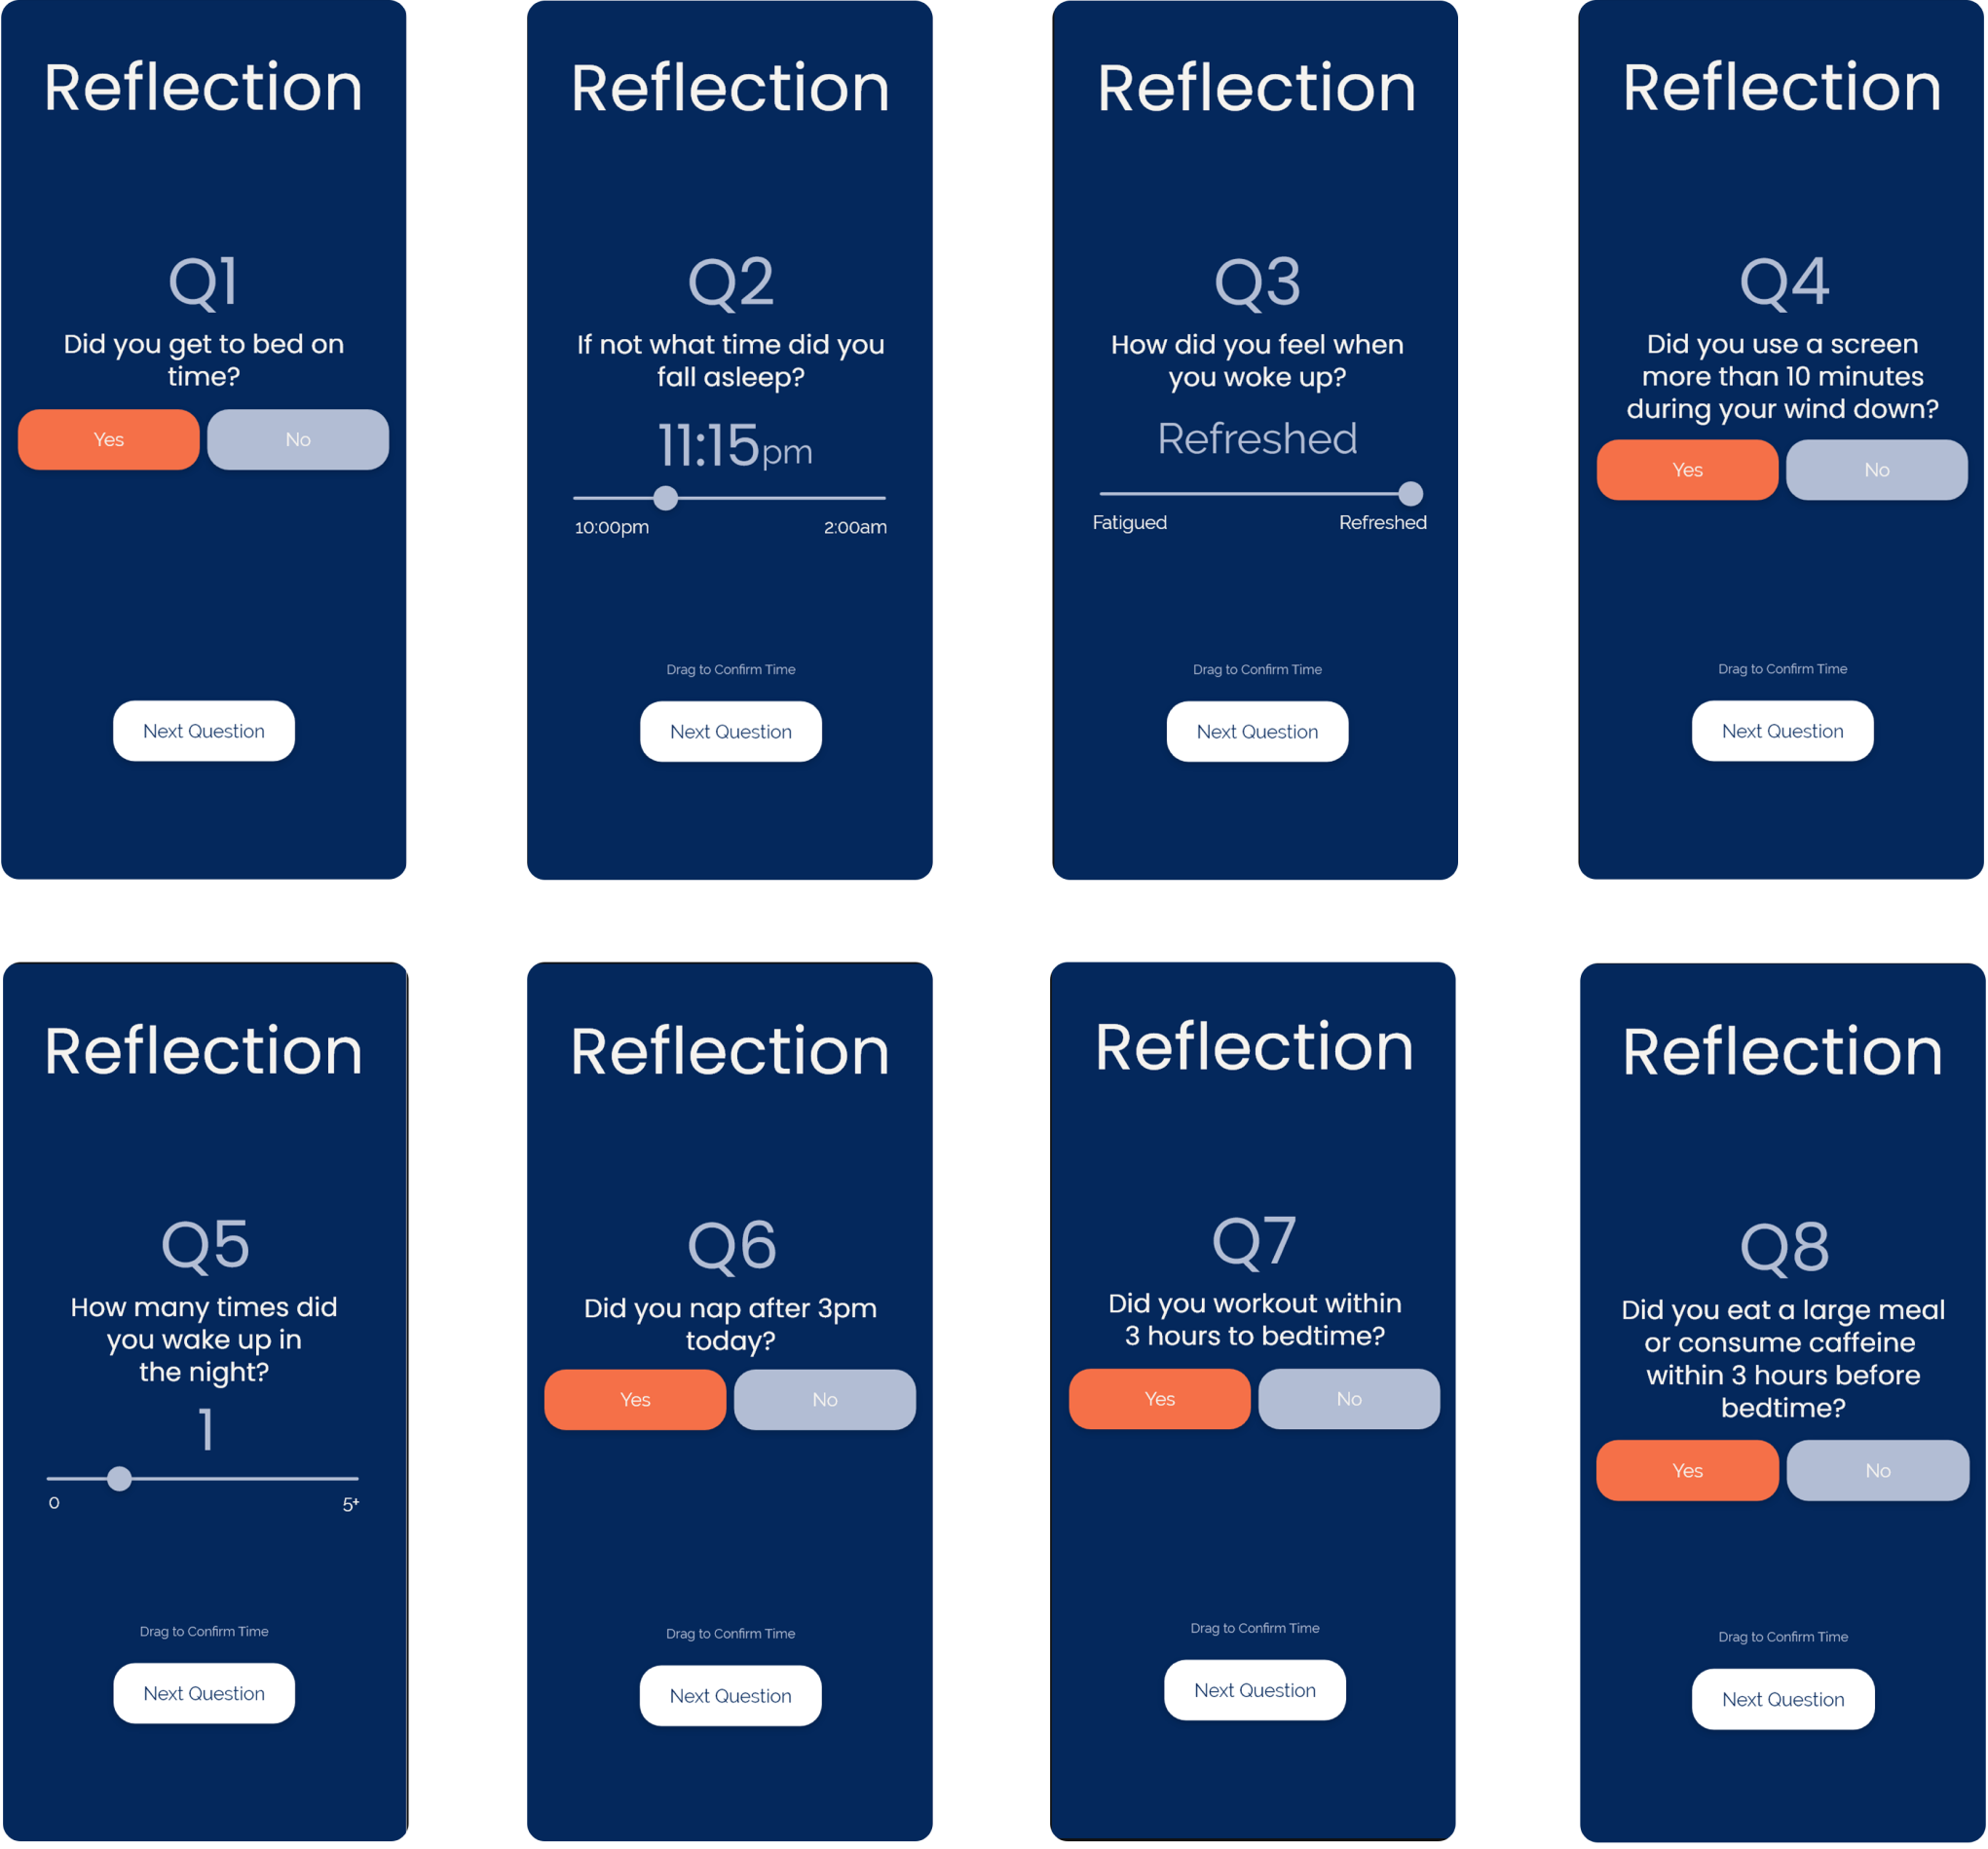 Reflection
Q1
Did you get to bed on
time?
Yes
No
Next Question
Reflection
Q2
If not what time did you
fall asleep?
11:15pm
10:00pm
2:00am
Drag to Confirm Time
Next Question
Reflection
Q3
How did you feel when
you woke up?
Refreshed
Fatigued
Refreshed
Drag to Confirm Time
Next Question
Reflection
Q4
Did you use a screen
more than 10 minutes
during your wind down?
Yes
No
Drag to Confirm Time
Next Question
Reflection
Q5
How many times did
you wake up in
the night?
1
0
5+
Drag to Confirm Time
Next Question
Reflection
Q6
Did you nap after 3pm
today?
Yes
No
Drag to Confirm Time
Next Question
Reflection
Q7
Did you workout within
3 hours to bedtime?
Yes
No
Drag to Confirm Time
Next Question
Reflection
Q8
Did you eat a large meal
or consume caffeine
within 3 hours before
bedtime?
Yes
No
Drag to Confirm Time
Next Question